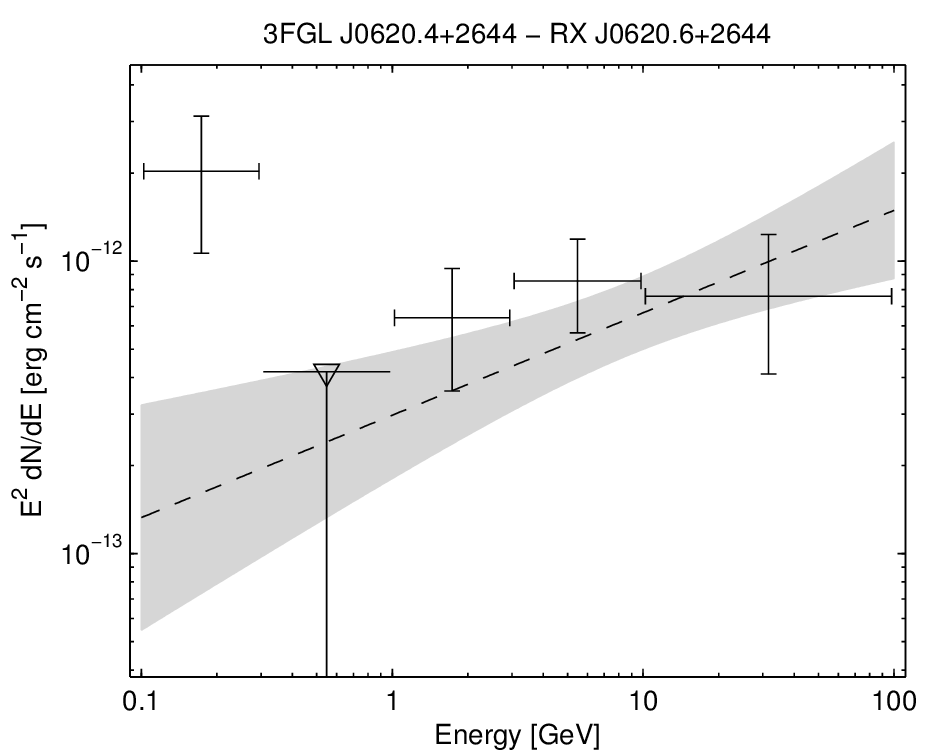 3FGL J0620.4+2644 − RX J0620.6+2644
E² dN/dE [erg cm⁻² s⁻¹]
10⁻¹²
10⁻¹³
0.1 1 10 100
Energy [GeV]